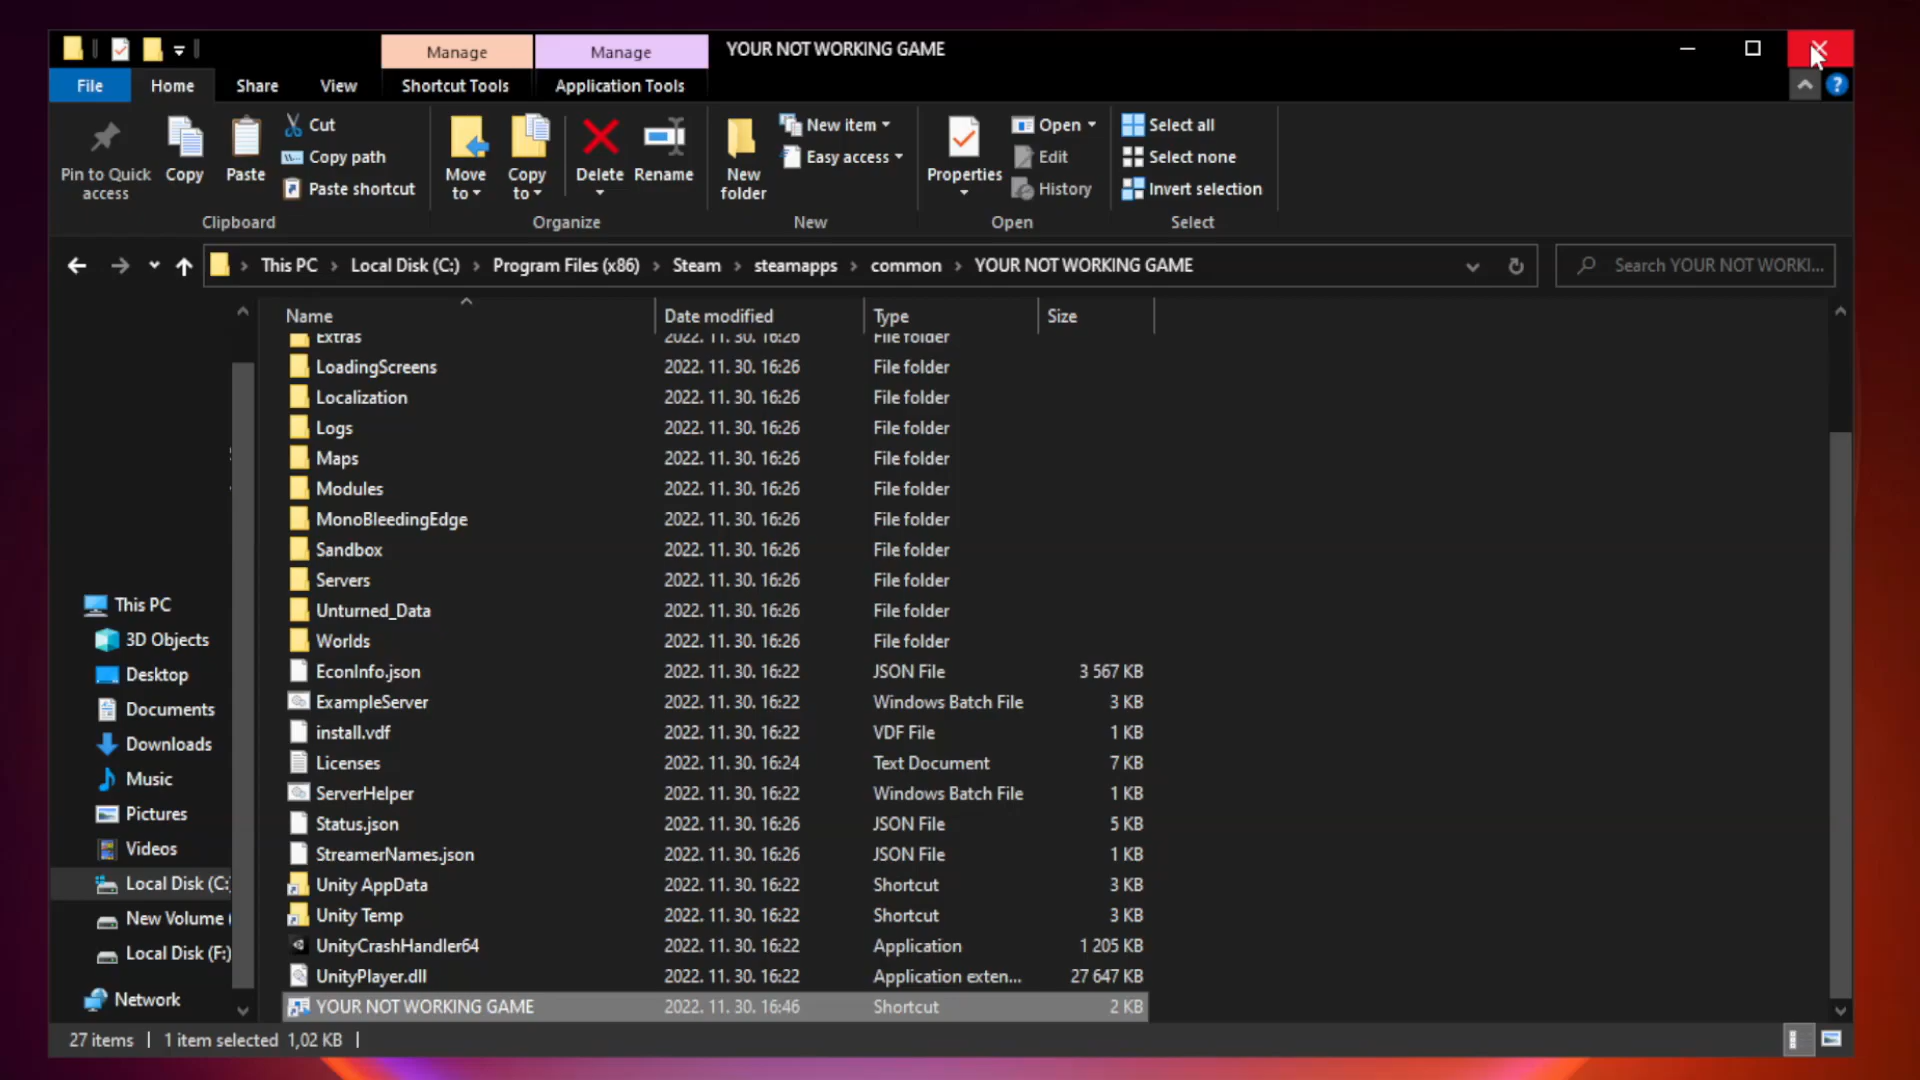 Manage
Manage
YOUR NOT WORKING GAME
File
Home
Share
View
Shortcut Tools
Application Tools
?
Pin to Quick access
Copy
Paste
Cut
Copy path
Paste shortcut
Clipboard
Move to
Copy to
Delete
Rename
Organize
New folder
New item
Easy access
New
Properties
Open
Edit
History
Open
Select all
Select none
Invert selection
Select
This PC
Local Disk (C:)
Program Files (x86)
Steam
steamapps
common
YOUR NOT WORKING GAME
Search YOUR NOT WORKI...
Name
Date modified
Type
Size
Extras 2022. 11. 30. 16:26 File folder
LoadingScreens 2022. 11. 30. 16:26 File folder
Localization 2022. 11. 30. 16:26 File folder
Logs 2022. 11. 30. 16:26 File folder
Maps 2022. 11. 30. 16:26 File folder
Modules 2022. 11. 30. 16:26 File folder
MonoBleedingEdge 2022. 11. 30. 16:26 File folder
Sandbox 2022. 11. 30. 16:26 File folder
Servers 2022. 11. 30. 16:26 File folder
Unturned_Data 2022. 11. 30. 16:26 File folder
Worlds 2022. 11. 30. 16:26 File folder
EconInfo.json 2022. 11. 30. 16:22 JSON File 3 567 KB
ExampleServer 2022. 11. 30. 16:22 Windows Batch File 3 KB
install.vdf 2022. 11. 30. 16:22 VDF File 1 KB
Licenses 2022. 11. 30. 16:24 Text Document 7 KB
ServerHelper 2022. 11. 30. 16:22 Windows Batch File 1 KB
Status.json 2022. 11. 30. 16:26 JSON File 5 KB
StreamerNames.json 2022. 11. 30. 16:26 JSON File 1 KB
Unity AppData 2022. 11. 30. 16:22 Shortcut 3 KB
Unity Temp 2022. 11. 30. 16:22 Shortcut 3 KB
UnityCrashHandler64 2022. 11. 30. 16:22 Application 1 205 KB
UnityPlayer.dll 2022. 11. 30. 16:22 Application exten... 27 647 KB
YOUR NOT WORKING GAME 2022. 11. 30. 16:46 Shortcut 2 KB
This PC
3D Objects
Desktop
Documents
Downloads
Music
Pictures
Videos
Local Disk (C:
New Volume (
Local Disk (F:)
Network
27 items
1 item selected 1,02 KB